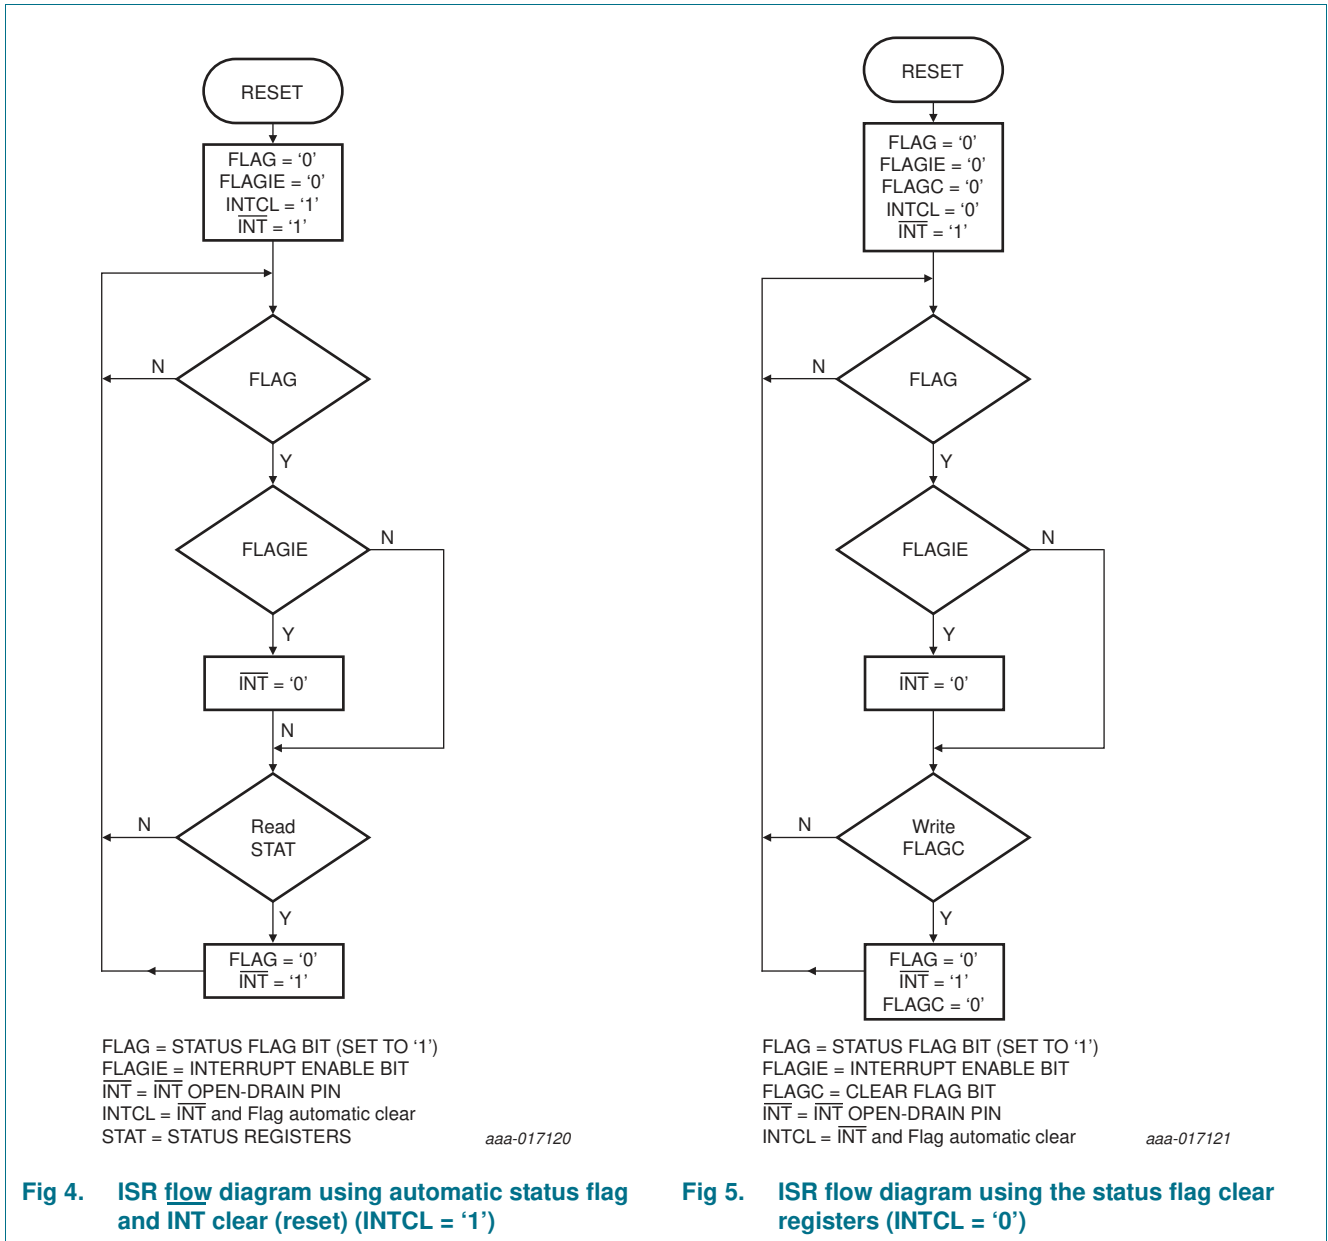 RESET
FLAG = ‘0’
FLAGIE = ‘0’
INTCL = ‘1’
INT = ‘1’
FLAG
N
Y
FLAGIE
N
Y
INT = ‘0’
N
Read
STAT
N
Y
FLAG = ‘0’
INT = ‘1’
FLAG = STATUS FLAG BIT (SET TO ‘1’)
FLAGIE = INTERRUPT ENABLE BIT
INT = INT OPEN-DRAIN PIN
INTCL = INT and Flag automatic clear
STAT = STATUS REGISTERS
aaa-017120
Fig 4. ISR flow diagram using automatic status flag
and INT clear (reset) (INTCL = ‘1’)
RESET
FLAG = ‘0’
FLAGIE = ‘0’
FLAGC = ‘0’
INTCL = ‘0’
INT = ‘1’
FLAG
N
Y
FLAGIE
N
Y
INT = ‘0’
Write
FLAGC
N
Y
FLAG = ‘0’
INT = ‘1’
FLAGC = ‘0’
FLAG = STATUS FLAG BIT (SET TO ‘1’)
FLAGIE = INTERRUPT ENABLE BIT
FLAGC = CLEAR FLAG BIT
INT = INT OPEN-DRAIN PIN
INTCL = INT and Flag automatic clear
aaa-017121
Fig 5. ISR flow diagram using the status flag clear
registers (INTCL = ‘0’)